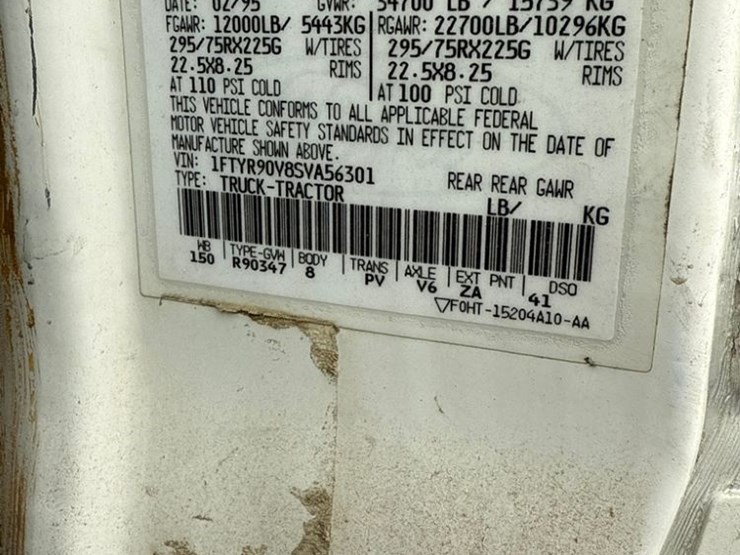 DATE: 02/95 GVWR: 34700 LB / 15739 KG
FGAWR: 12000LB/ 5443KG RGAWR: 22700LB/10296KG
295/75RX225G W/TIRES 295/75RX225G W/TIRES
22.5X8.25 RIMS 22.5X8.25 RIMS
AT 110 PSI COLD AT 100 PSI COLD
THIS VEHICLE CONFORMS TO ALL APPLICABLE FEDERAL
MOTOR VEHICLE SAFETY STANDARDS IN EFFECT ON THE DATE OF
MANUFACTURE SHOWN ABOVE.
VIN: 1FTYR90V8SVA56301 REAR REAR GAWR
TYPE: TRUCK-TRACTOR LB/ KG
WB TYPE-GVW BODY TRANS AXLE EXT PNT DSO
150 R90347 8 PV V6 ZA 41
F0HT-15204A10-AA